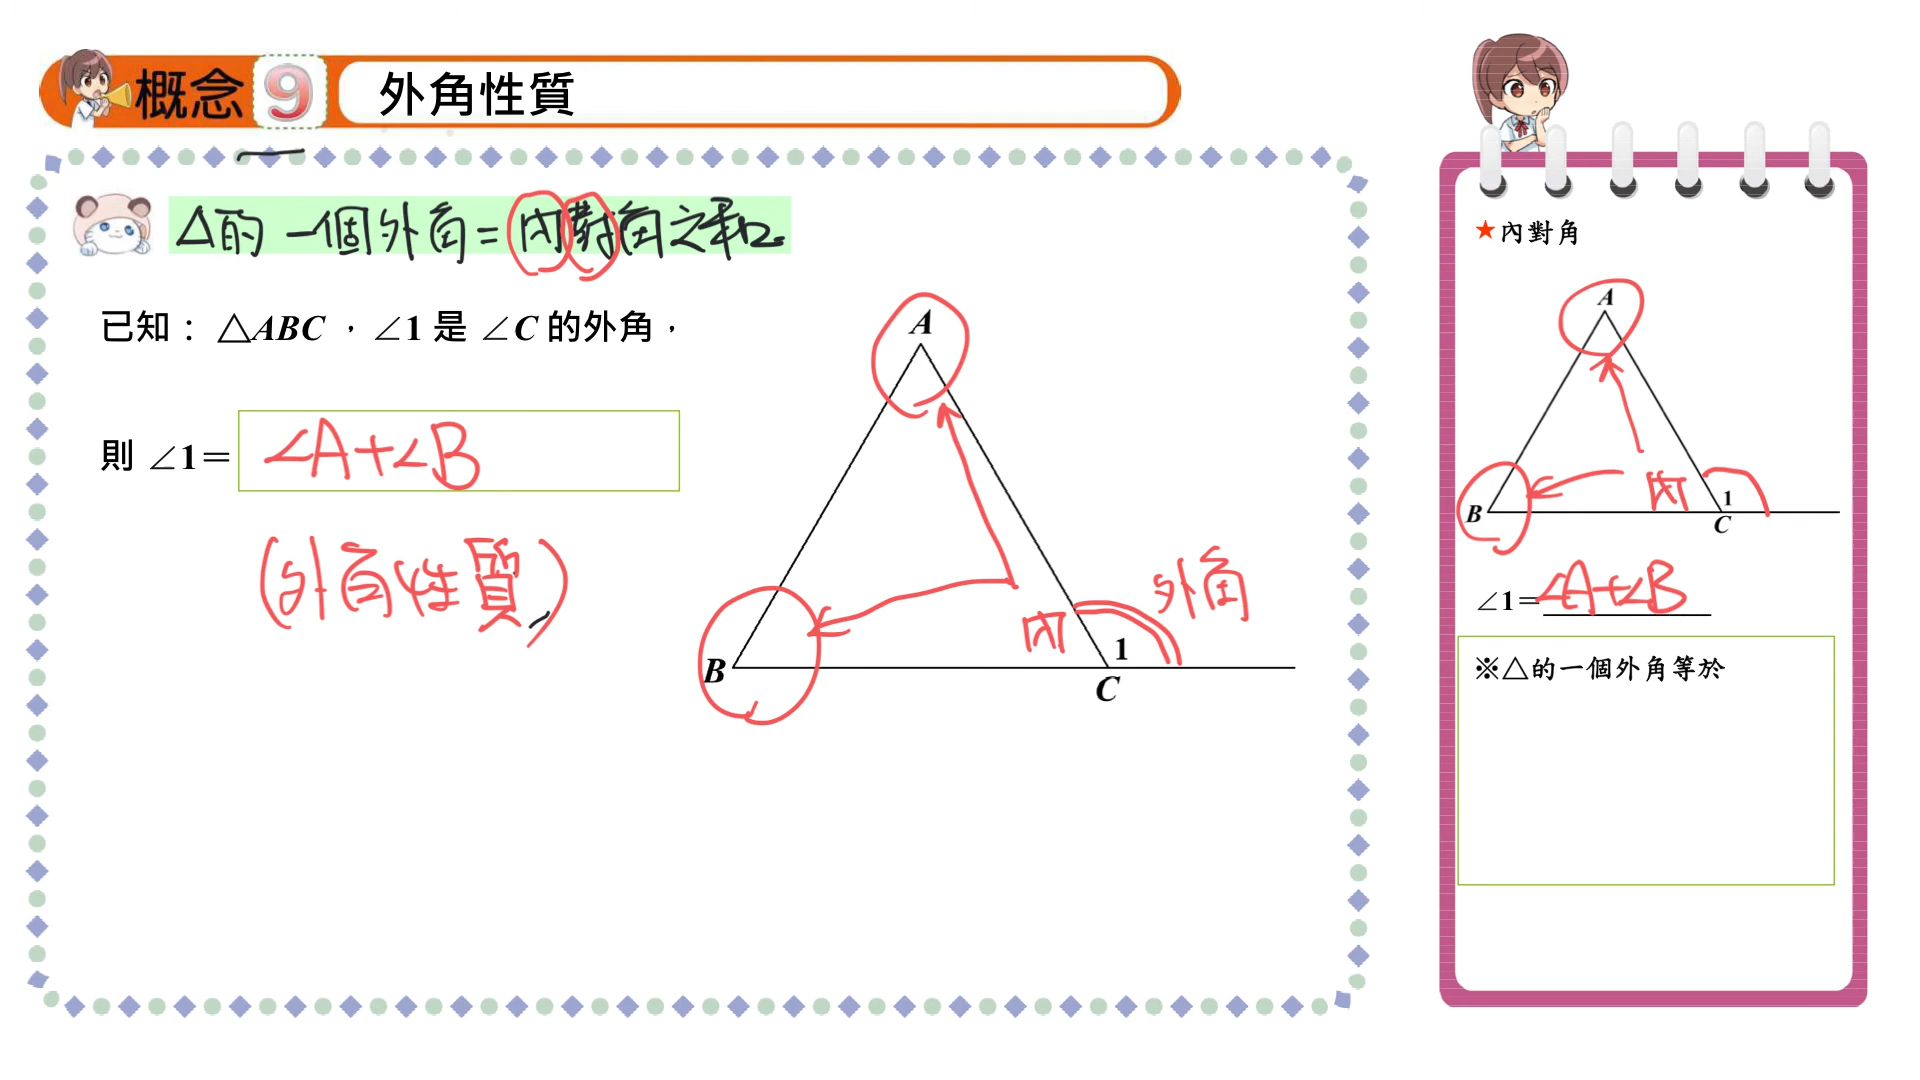 概念 9 外角性質
△的一個外角=內對角之和
已知： △ABC ，∠1 是 ∠C 的外角，
則 ∠1＝ ∠A+∠B
(外角性質)
A
B
C
1
內
外角
★內對角
A
B
C
1
內
∠1＝∠A+∠B
※△的一個外角等於